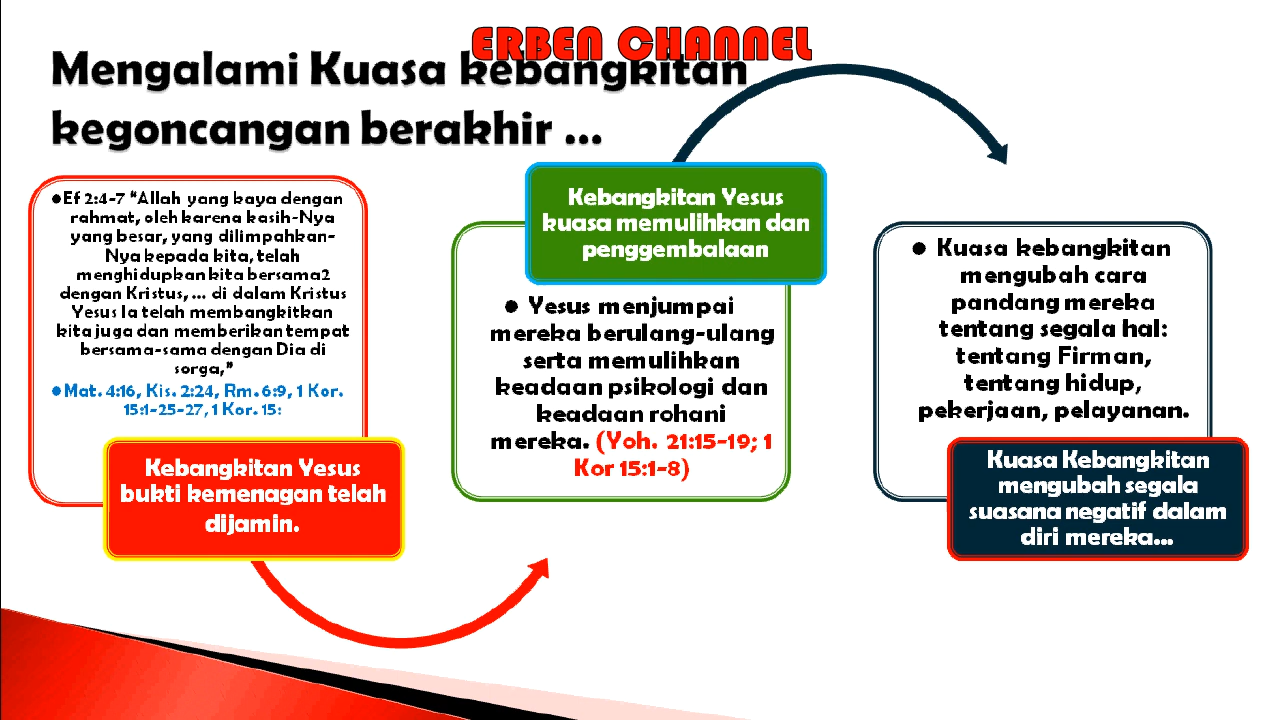 ERBEN CHANNEL
Mengalami Kuasa kebangkitan
kegoncangan berakhir ...
•Ef 2:4-7 "Allah yang kaya dengan
rahmat, oleh karena kasih-Nya
yang besar, yang dilimpahkan-
Nya kepada kita, telah
menghidupkan kita bersama2
dengan Kristus, ... di dalam Kristus
Yesus Ia telah membangkitkan
kita juga dan memberikan tempat
bersama-sama dengan Dia di
sorga,"
•Mat. 4:16, Kis. 2:24, Rm. 6:9, 1 Kor.
15:1-25-27, 1 Kor. 15:
Kebangkitan Yesus
bukti kemenagan telah
dijamin.
Kebangkitan Yesus
kuasa memulihkan dan
penggembalaan
• Yesus menjumpai
mereka berulang-ulang
serta memulihkan
keadaan psikologi dan
keadaan rohani
mereka. (Yoh. 21:15-19; 1
Kor 15:1-8)
• Kuasa kebangkitan
mengubah cara
pandang mereka
tentang segala hal:
tentang Firman,
tentang hidup,
pekerjaan, pelayanan.
Kuasa Kebangkitan
mengubah segala
suasana negatif dalam
diri mereka...